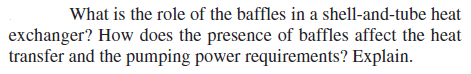 What is the role of the baffles in a shell-and-tube heat
exchanger? How does the presence of baffles affect the heat
transfer and the pumping power requirements? Explain.